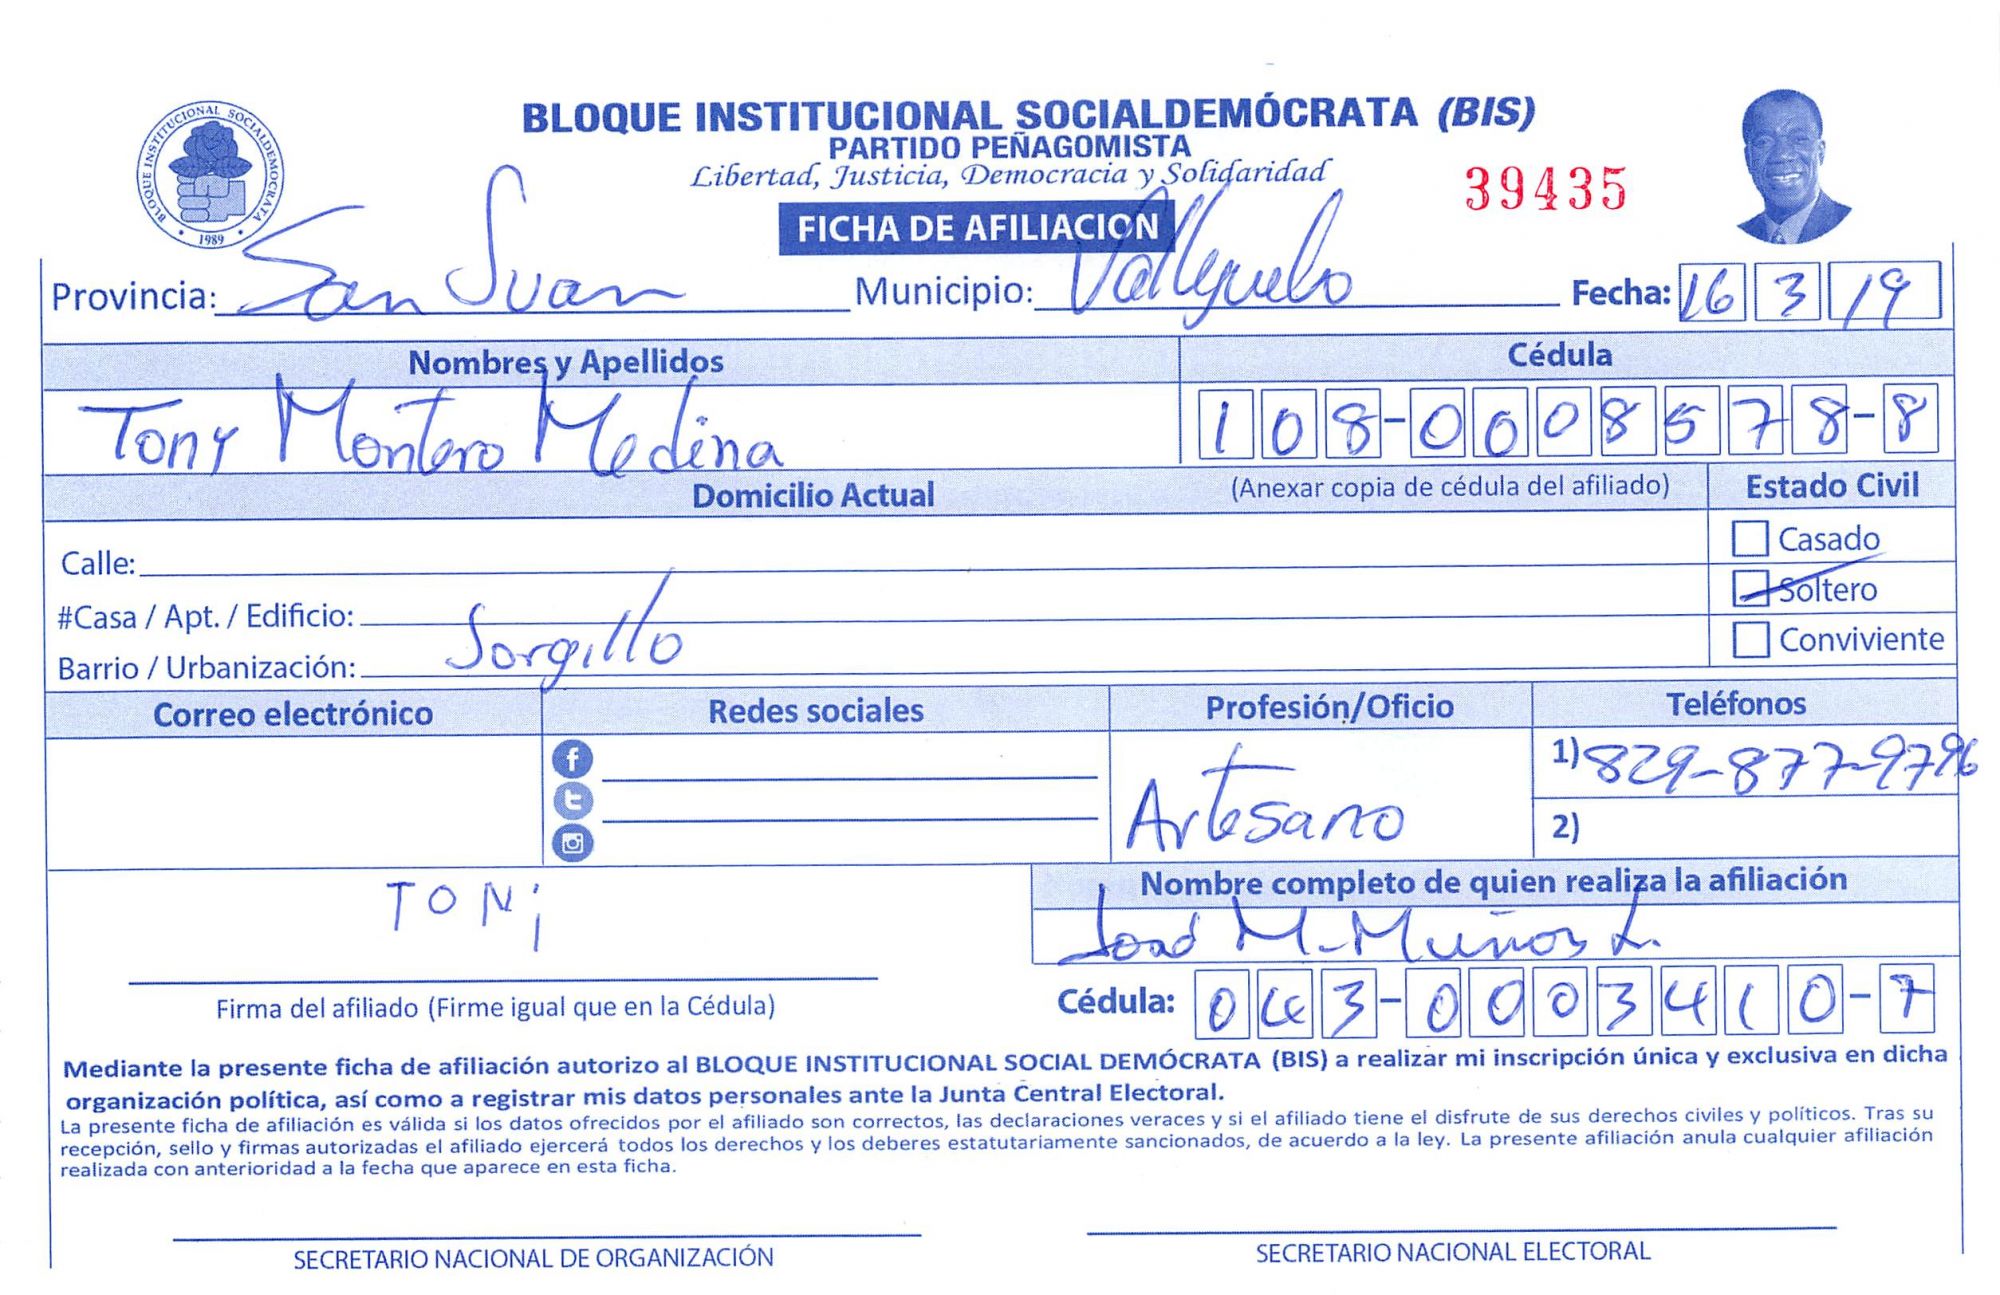 BLOQUE INSTITUCIONAL SOCIALDEMÓCRATA (BIS)
PARTIDO PEÑAGOMISTA
Libertad, Justicia, Democracia y Solidaridad
39435
BLOQUE INSTITUCIONAL SOCIALDEMOCRATA
• 1989 •
FICHA DE AFILIACION
Provincia: San Juan Municipio: Vallejuelo Fecha: 16 3 19
Nombres y Apellidos Cédula
Tony Montero Medina 108-0008578-8
Domicilio Actual (Anexar copia de cédula del afiliado) Estado Civil
Calle: Casado
#Casa / Apt. / Edificio: Soltero
Barrio / Urbanización: Sorgillo Conviviente
Correo electrónico Redes sociales Profesión/Oficio Teléfonos
Artesano 1) 829-877-9796
2)
TONi
Nombre completo de quien realiza la afiliación
José M. Muños L.
Firma del afiliado (Firme igual que en la Cédula) Cédula: 043-0003410-7
Mediante la presente ficha de afiliación autorizo al BLOQUE INSTITUCIONAL SOCIAL DEMÓCRATA (BIS) a realizar mi inscripción única y exclusiva en dicha
organización política, así como a registrar mis datos personales ante la Junta Central Electoral.
La presente ficha de afiliación es válida si los datos ofrecidos por el afiliado son correctos, las declaraciones veraces y si el afiliado tiene el disfrute de sus derechos civiles y políticos. Tras su
recepción, sello y firmas autorizadas el afiliado ejercerá todos los derechos y los deberes estatutariamente sancionados, de acuerdo a la ley. La presente afiliación anula cualquier afiliación
realizada con anterioridad a la fecha que aparece en esta ficha.
SECRETARIO NACIONAL DE ORGANIZACIÓN SECRETARIO NACIONAL ELECTORAL